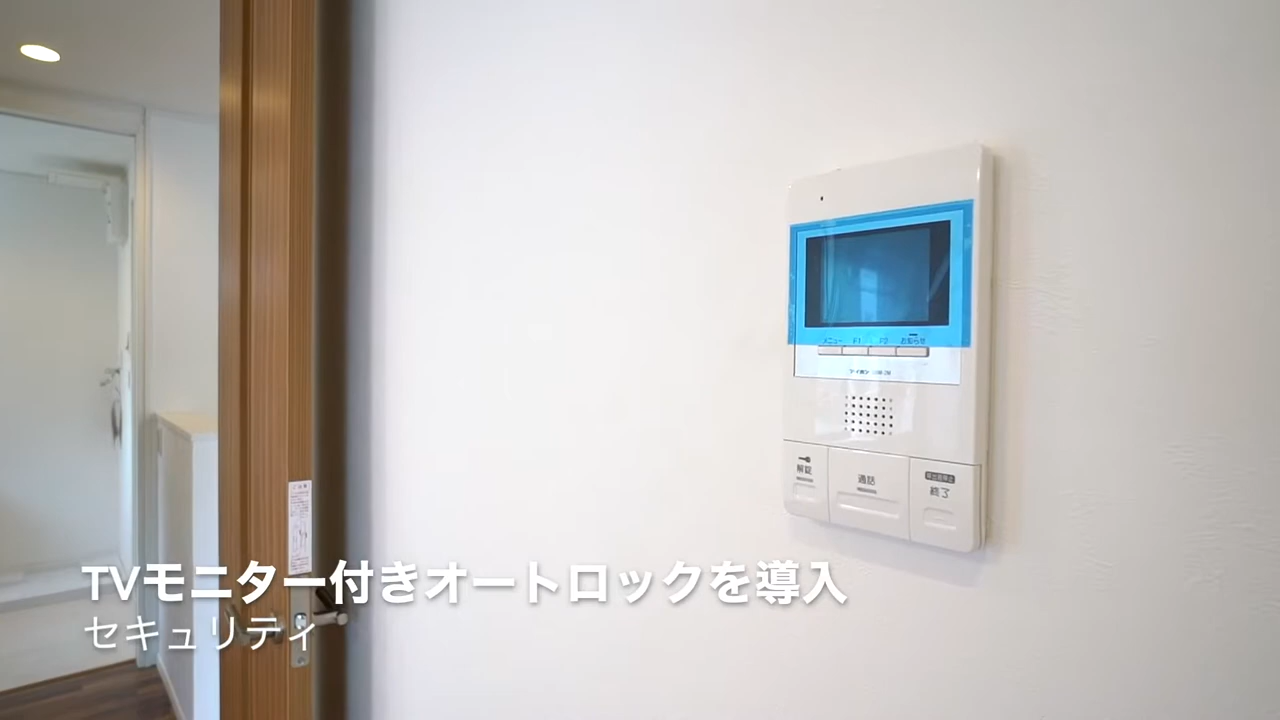 メニュー F1 F2 お知らせ
アイホン
解錠
通話
終了
TVモニター付きオートロックを導入
セキュリティ